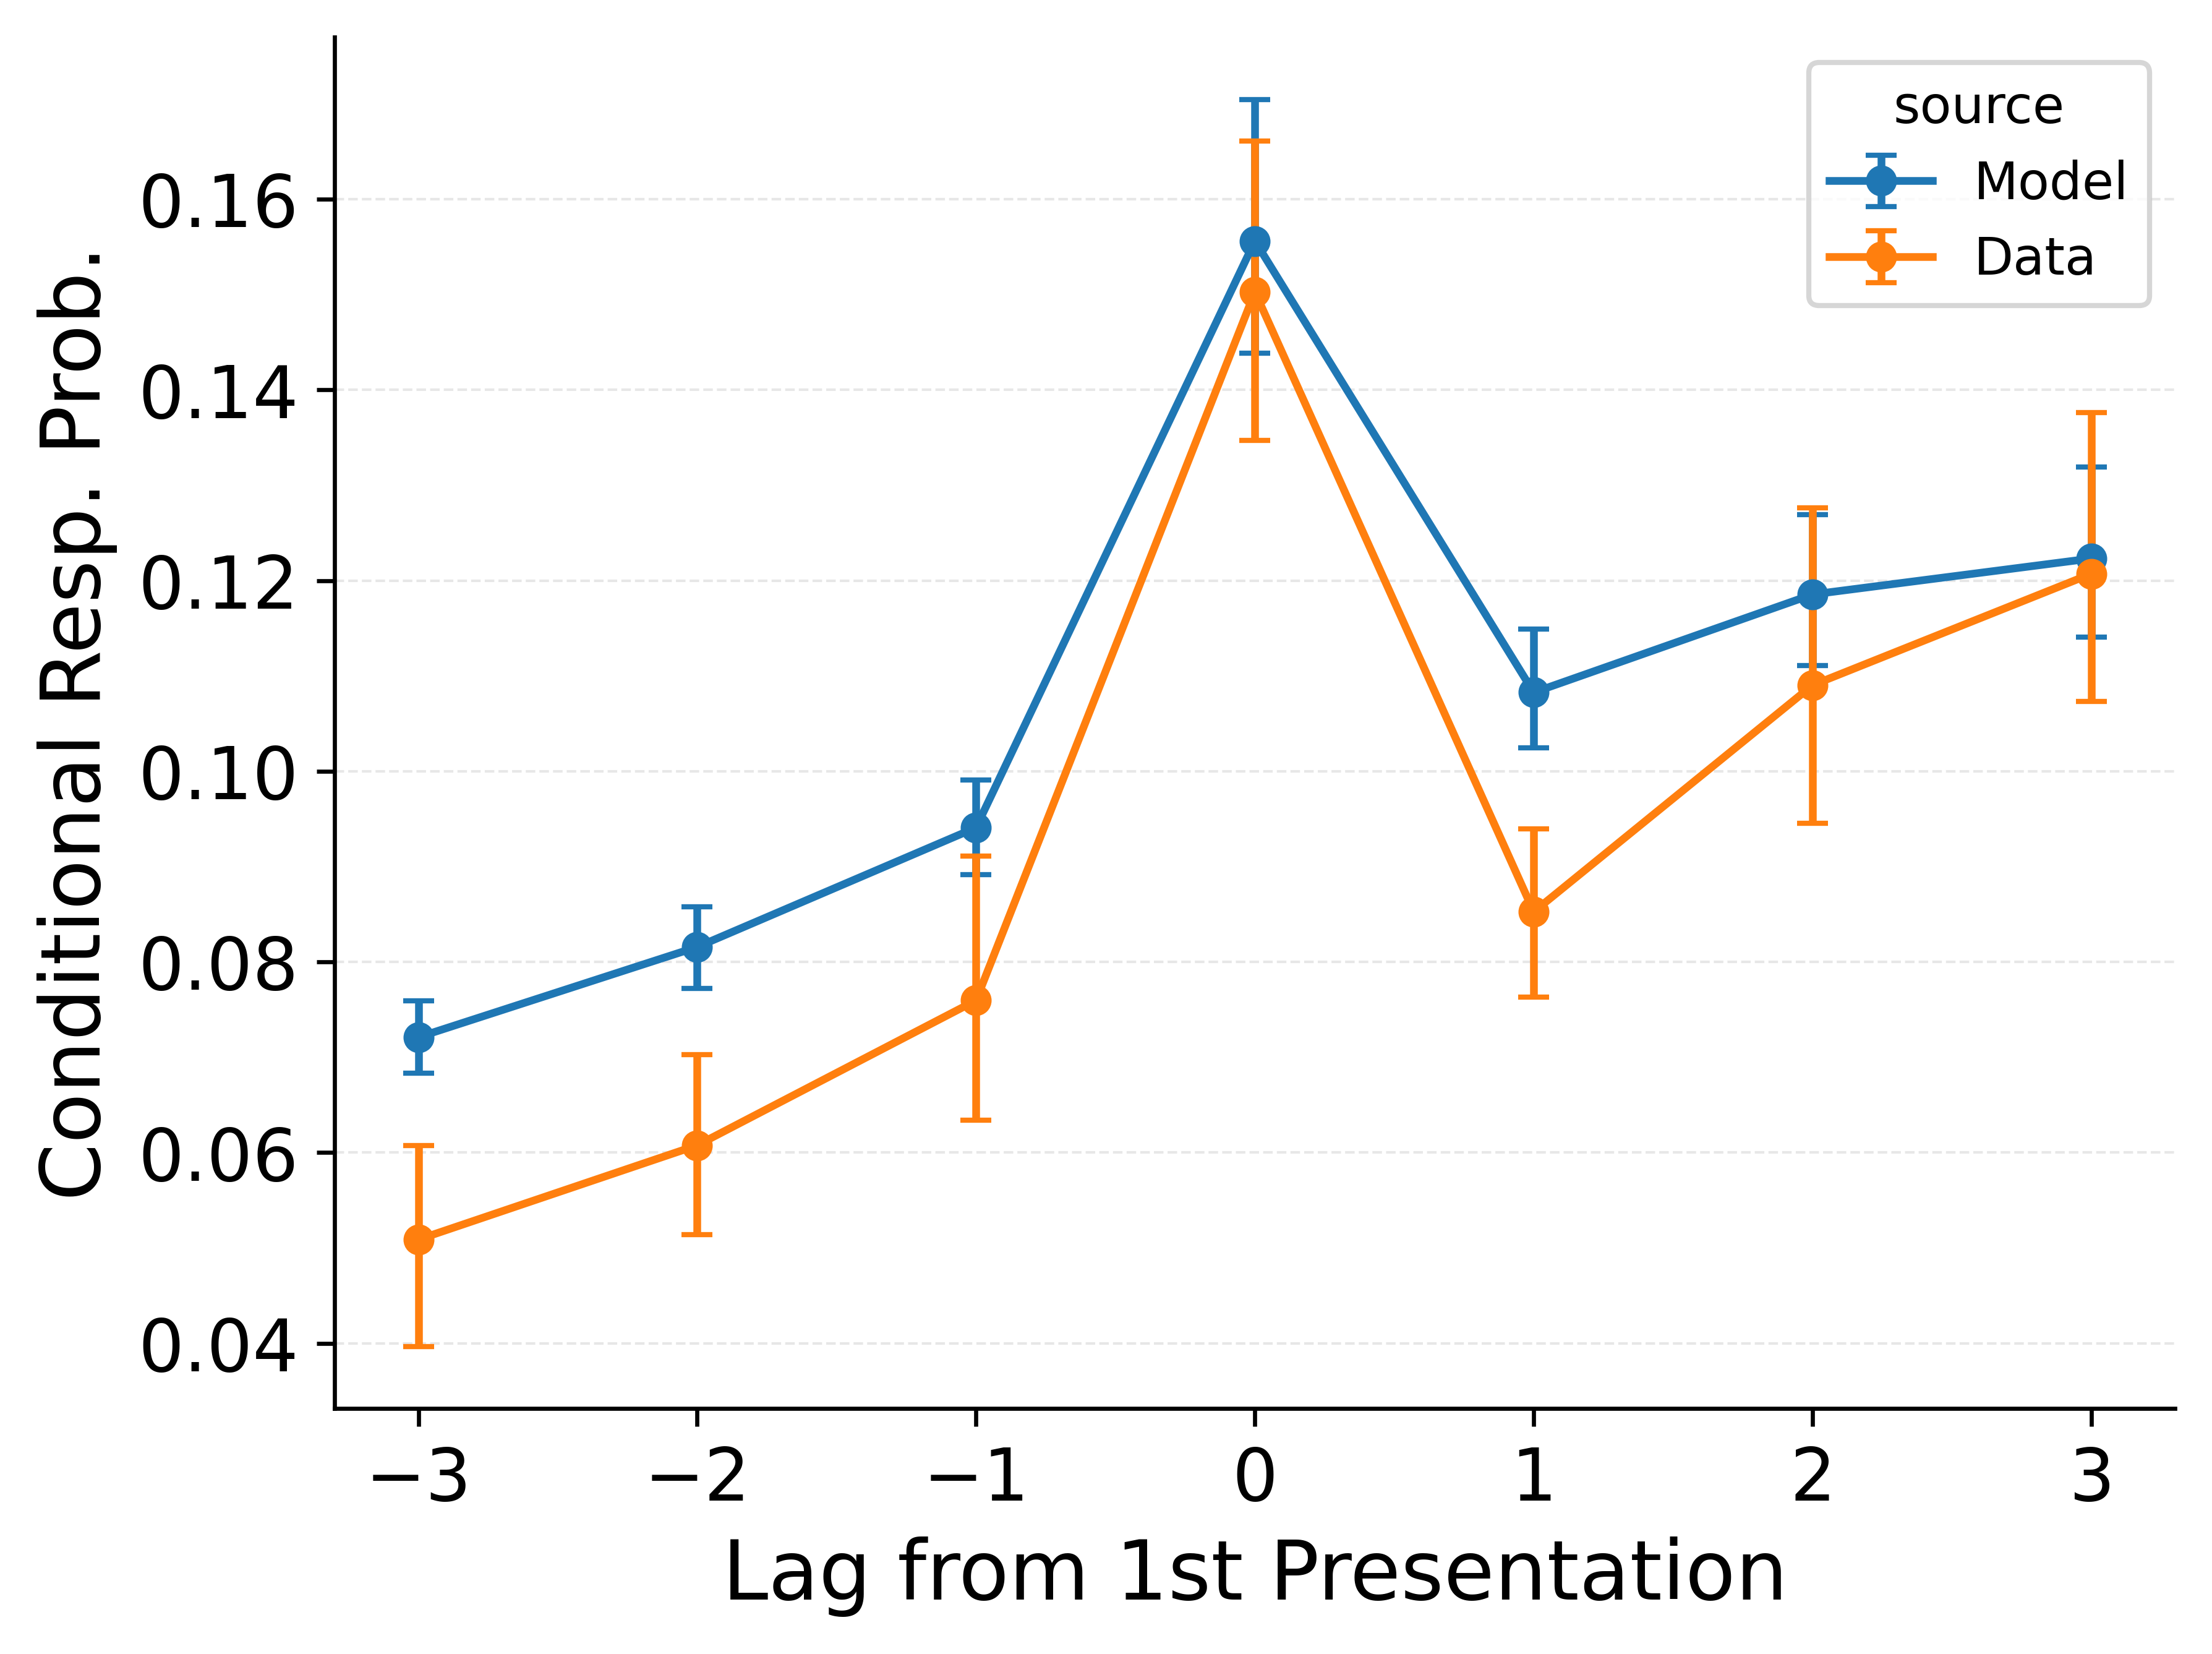 source
Model
Data
0.16
0.14
0.12
0.10
0.08
0.06
0.04
Conditional Resp. Prob.
−3 −2 −1 0 1 2 3
Lag from 1st Presentation